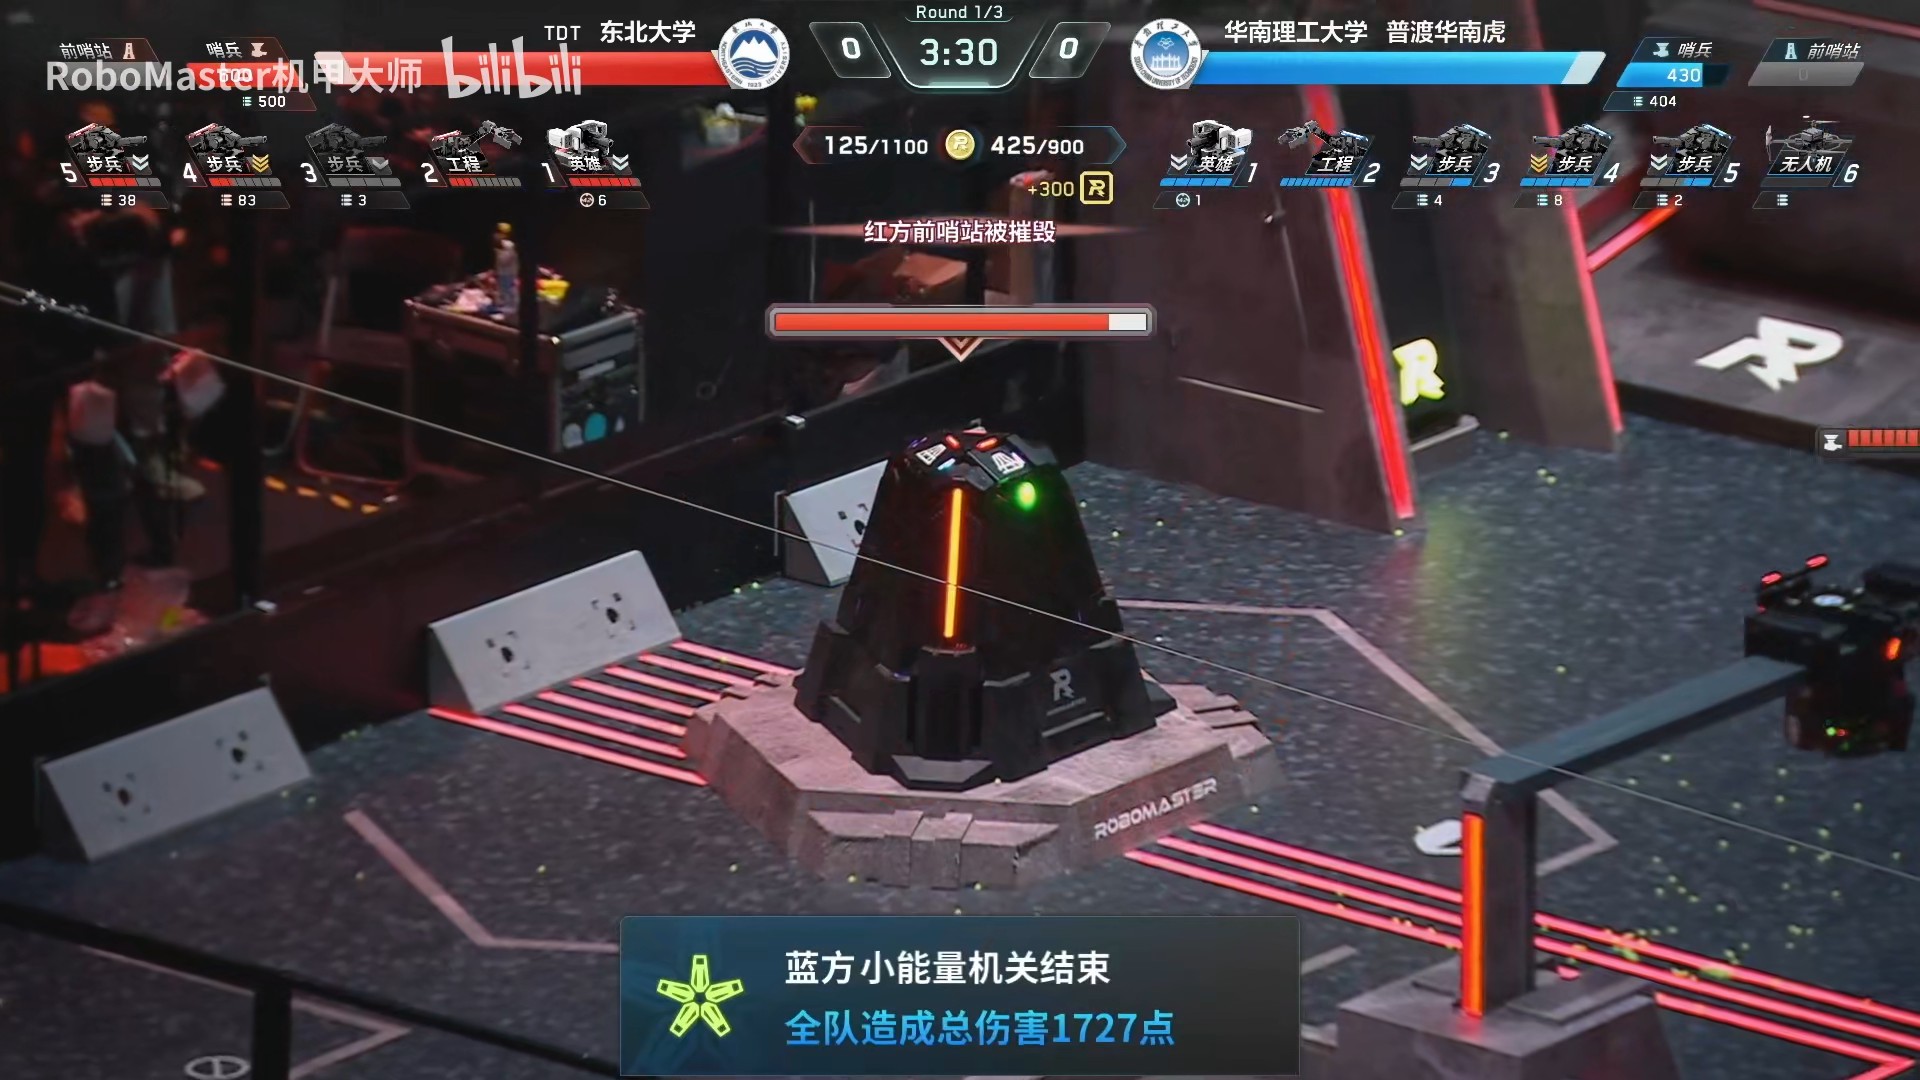 Round 1/3
TDT 东北大学
0
3:30
0
华南理工大学 普渡华南虎
前哨站
哨兵
600
500
RoboMaster机甲大师 bilibili
哨兵
430
404
前哨站
0
5 步兵 38
4 步兵 83
3 步兵 3
2 工程
1 英雄 6
125/1100
425/900
+300
英雄 1 1
工程 2
步兵 3 4
步兵 4 8
步兵 5 2
无人机 6
红方前哨站被摧毁
R
ROBOMASTER
蓝方小能量机关结束
全队造成总伤害1727点